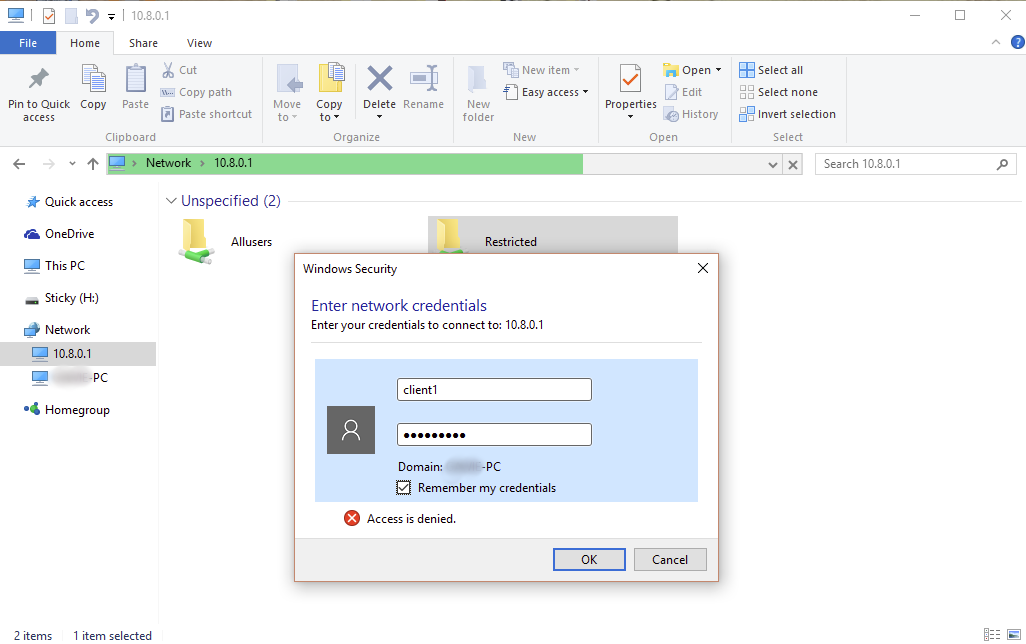 10.8.0.1
File Home Share View
Pin to Quick access
Copy
Paste
Cut
Copy path
Paste shortcut
Clipboard
Move to
Copy to
Delete
Rename
Organize
New folder
New item
Easy access
New
Properties
Open
Edit
History
Open
Select all
Select none
Invert selection
Select
Network > 10.8.0.1
Search 10.8.0.1
Quick access
OneDrive
This PC
Sticky (H:)
Network
10.8.0.1
-PC
Homegroup
Unspecified (2)
Allusers
Restricted
Windows Security
Enter network credentials
Enter your credentials to connect to: 10.8.0.1
client1
●●●●●●●●●
Domain: -PC
Remember my credentials
Access is denied.
OK
Cancel
2 items 1 item selected